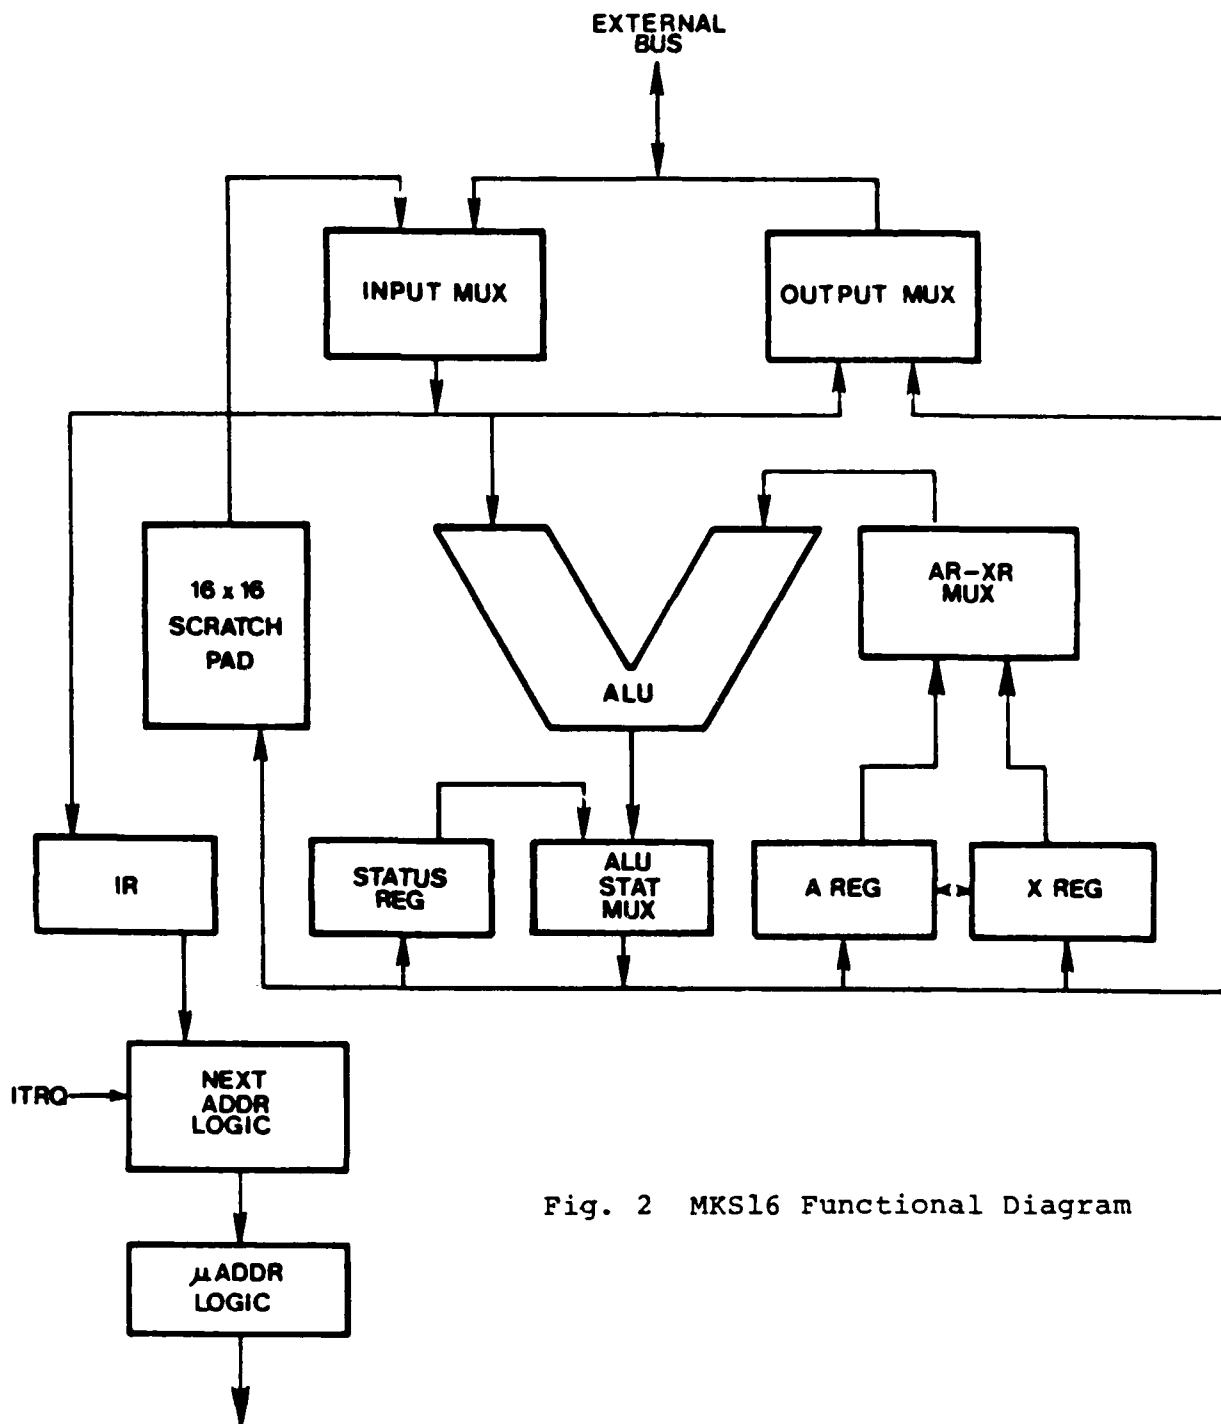 EXTERNAL
BUS
INPUT MUX
OUTPUT MUX
16 x 16
SCRATCH
PAD
AR-XR
MUX
ALU
IR
STATUS
REG
ALU
STAT
MUX
A REG
X REG
ITRQ
NEXT
ADDR
LOGIC
Fig. 2 MKS16 Functional Diagram
μADDR
LOGIC